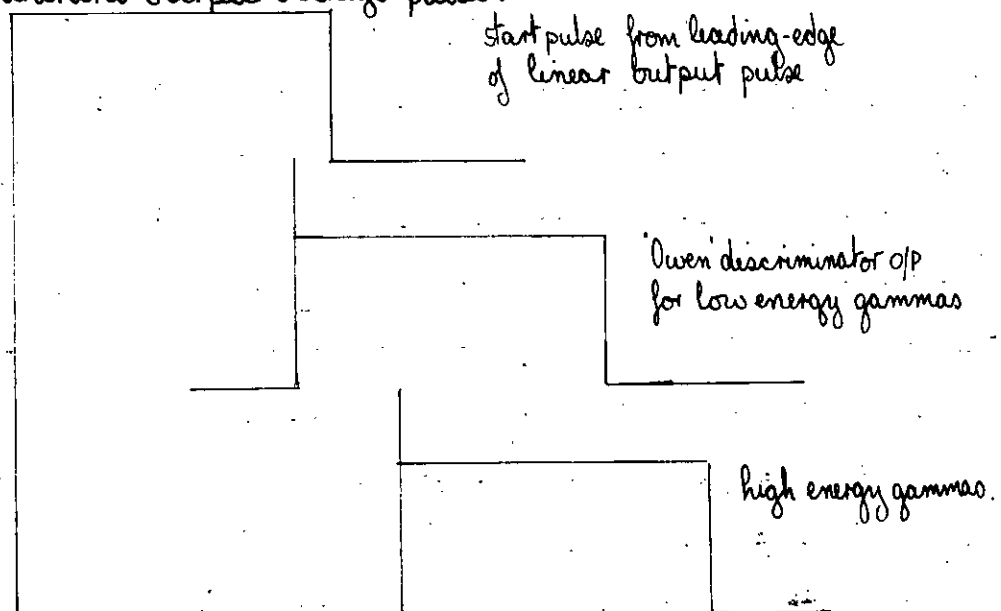 start pulse from leading-edge
of linear output pulse
'Owen' discriminator O/P
for low energy gammas
high energy gammas.